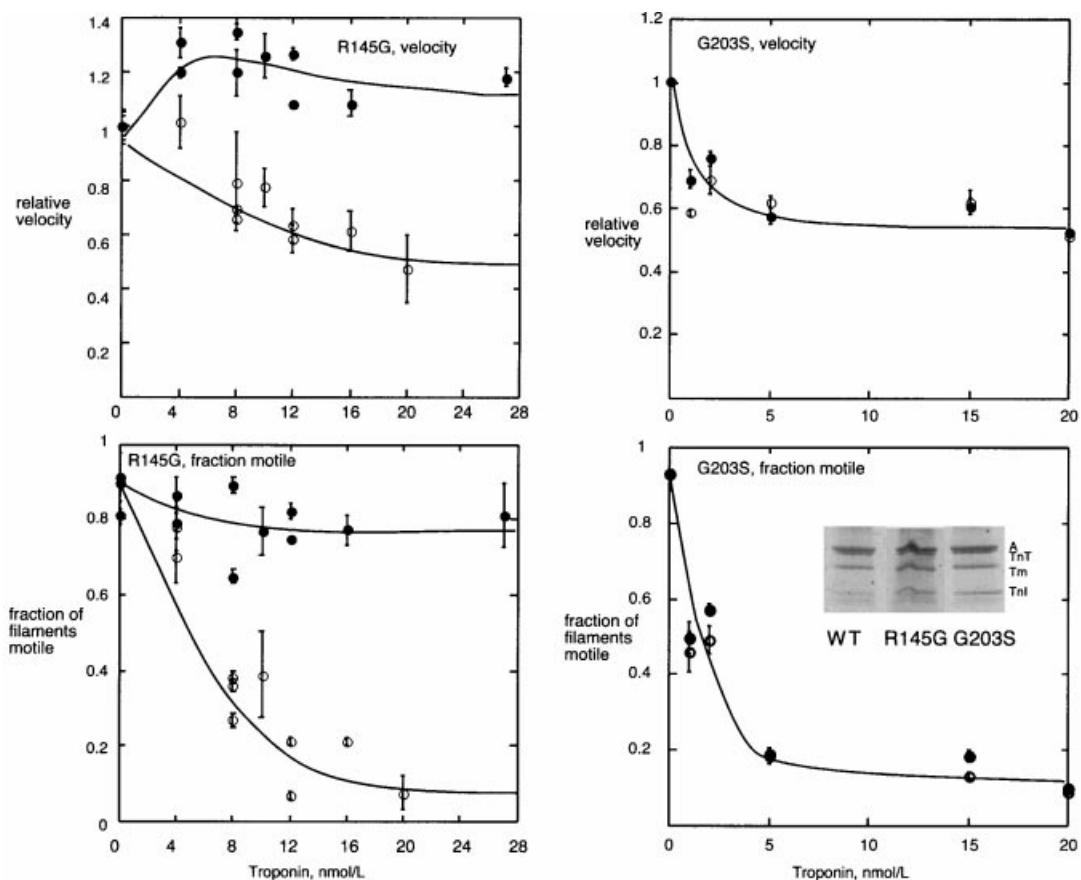 R145G, velocity
1.4
1.2
1
0.8
0.6
0.4
0.2
relative
velocity
0
4
8
12
16
20
24
28
G203S, velocity
1.2
1
0.8
0.6
0.4
0.2
relative
velocity
0
5
10
15
20
R145G, fraction motile
1
0.8
0.6
0.4
0.2
0
fraction of
filaments
motile
0
4
8
12
16
20
24
28
Troponin, nmol/L
G203S, fraction motile
1
0.8
0.6
0.4
0.2
fraction of
filaments
motile
A
TnT
Tm
TnI
WT R145G G203S
0
5
10
15
20
Troponin, nmol/L